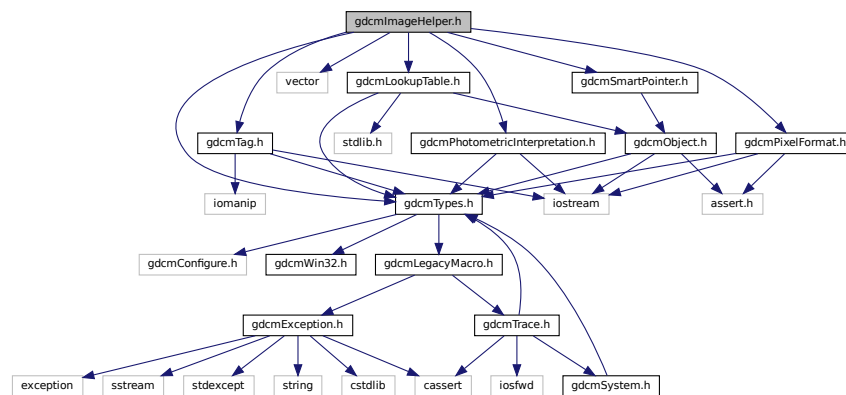 gdcmImageHelper.h
vector
gdcmLookupTable.h
gdcmSmartPointer.h
gdcmTag.h
stdlib.h
gdcmPhotometricInterpretation.h
gdcmObject.h
gdcmPixelFormat.h
iomanip
gdcmTypes.h
iostream
assert.h
gdcmConfigure.h
gdcmWin32.h
gdcmLegacyMacro.h
gdcmException.h
gdcmTrace.h
exception
sstream
stdexcept
string
cstdlib
cassert
iosfwd
gdcmSystem.h